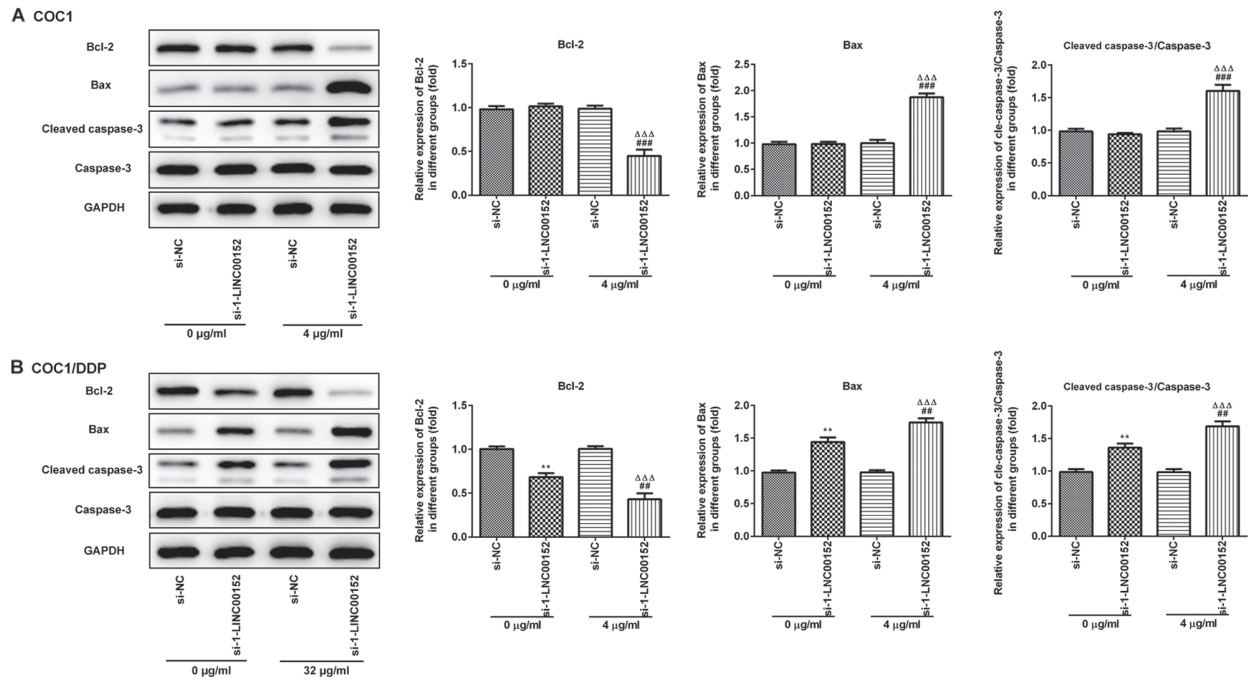 A COC1
Bcl-2
Bax
Cleaved caspase-3
Caspase-3
GAPDH
si-NC
si-1-LINC00152
si-NC
si-1-LINC00152
0 µg/ml
4 µg/ml
Bcl-2
Relative expression of Bcl-2
in different groups (fold)
1.5
1.0
0.5
0.0
ΔΔΔ
###
si-NC
si-1-LNC00152
si-NC
si-1-LNC00152
0 µg/ml
4 µg/ml
Bax
Relative expression of Bax
in different groups (fold)
2.5
2.0
1.5
1.0
0.5
0.0
ΔΔΔ
###
si-NC
si-1-LNC00152
si-NC
si-1-LNC00152
0 µg/ml
4 µg/ml
Cleaved caspase-3/Caspase-3
Relative expression of cle-caspase-3/Caspase-3
in different groups (fold)
2.0
1.5
1.0
0.5
0.0
ΔΔΔ
###
si-NC
si-1-LNC00152
si-NC
si-1-LNC00152
0 µg/ml
4 µg/ml
B COC1/DDP
Bcl-2
Bax
Cleaved caspase-3
Caspase-3
GAPDH
si-NC
si-1-LINC00152
si-NC
si-1-LINC00152
0 µg/ml
32 µg/ml
Bcl-2
Relative expression of Bcl-2
in different groups (fold)
1.5
1.0
0.5
0.0
**
ΔΔΔ
##
si-NC
si-1-LNC00152
si-NC
si-1-LNC00152
0 µg/ml
4 µg/ml
Bax
Relative expression of Bax
in different groups (fold)
2.0
1.5
1.0
0.5
0.0
**
ΔΔΔ
##
si-NC
si-1-LNC00152
si-NC
si-1-LNC00152
0 µg/ml
4 µg/ml
Cleaved caspase-3/Caspase-3
Relative expression of cle-caspase-3/Caspase-3
in different groups (fold)
2.0
1.5
1.0
0.5
0.0
**
ΔΔΔ
##
si-NC
si-1-LNC00152
si-NC
si-1-LNC00152
0 µg/ml
4 µg/ml